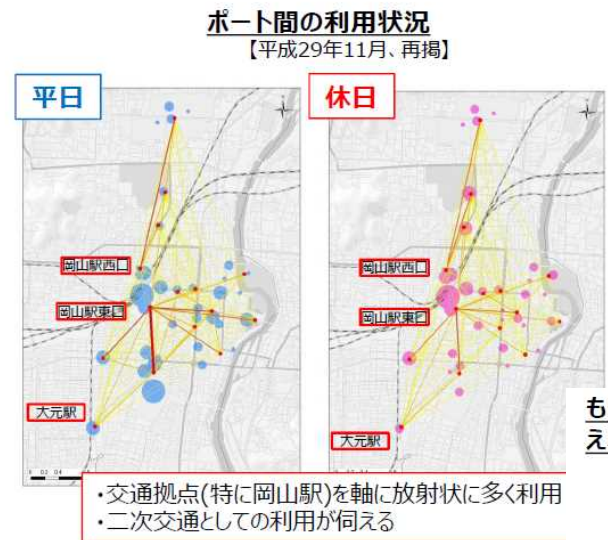 ポート間の利用状況
【平成29年11月、再掲】
平日
休日
岡山駅西口
岡山駅東口
大元駅
岡山駅西口
岡山駅東口
大元駅
も
え
・交通拠点(特に岡山駅)を軸に放射状に多く利用
・二次交通としての利用が伺える